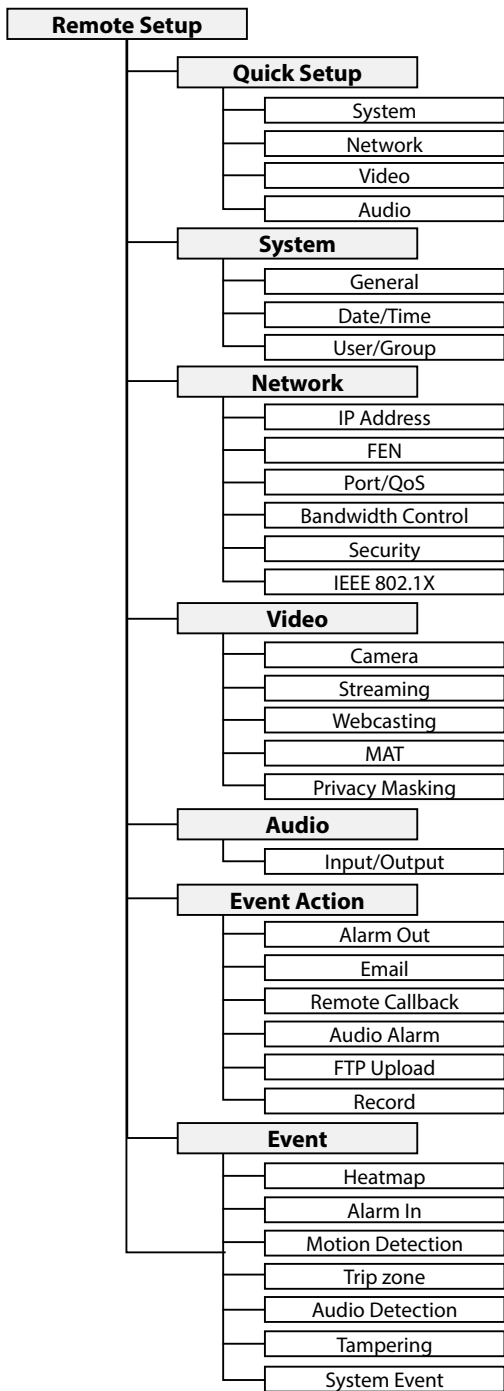 Remote Setup
Quick Setup
System
Network
Video
Audio
System
General
Date/Time
User/Group
Network
IP Address
FEN
Port/QoS
Bandwidth Control
Security
IEEE 802.1X
Video
Camera
Streaming
Webcasting
MAT
Privacy Masking
Audio
Input/Output
Event Action
Alarm Out
Email
Remote Callback
Audio Alarm
FTP Upload
Record
Event
Heatmap
Alarm In
Motion Detection
Trip zone
Audio Detection
Tampering
System Event